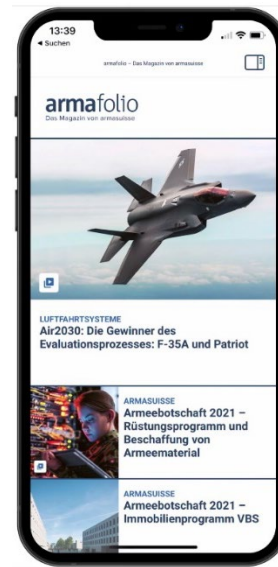 13:39
Suchen
armafolio – Das Magazin von armasuisse
armafolio
Das Magazin von armasuisse
LUFTFAHRTSYSTEME
Air2030: Die Gewinner des
Evaluationsprozesses: F-35A und Patriot
ARMASUISSE
Armeebotschaft 2021 –
Rüstungsprogramm und
Beschaffung von
Armeematerial
ARMASUISSE
Armeebotschaft 2021 –
Immobilienprogramm VBS